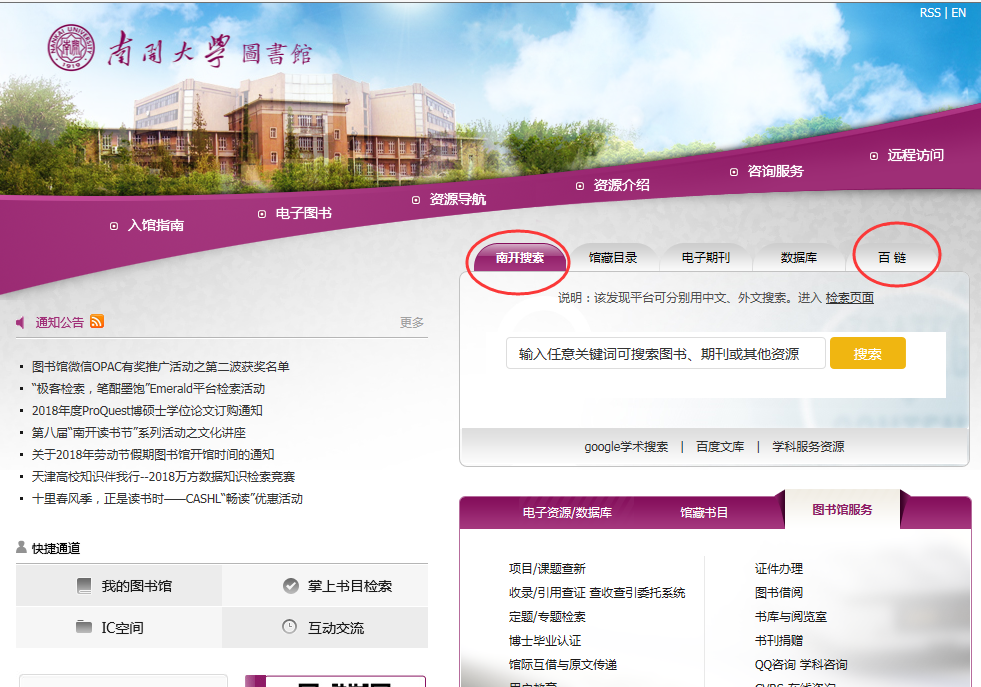 RSS | EN
NANKAI UNIVERSITY
1919
南開大學 圖書館
远程访问
咨询服务
资源介绍
资源导航
电子图书
入馆指南
南开搜索 馆藏目录 电子期刊 数据库 百 链
说明：该发现平台可分别用中文、外文搜索。进入 检索页面
输入任意关键词可搜索图书、期刊或其他资源 搜索
google学术搜索 | 百度文库 | 学科服务资源
通知公告 更多
图书馆微信OPAC有奖推广活动之第二波获奖名单
“极客检索，笔酣墨饱”Emerald平台检索活动
2018年度ProQuest博硕士学位论文订购通知
第八届“南开读书节”系列活动之文化讲座
关于2018年劳动节假期图书馆开馆时间的通知
天津高校知识伴我行--2018万方数据知识检索竞赛
十里春风季，正是读书时——CASHL“畅读”优惠活动
快捷通道
我的图书馆 掌上书目检索
IC空间 互动交流
电子资源/数据库 馆藏书目 图书馆服务
项目/课题查新
收录/引用查证 查收查引委托系统
定题/专题检索
博士毕业认证
馆际互借与原文传递
证件办理
图书借阅
书库与阅览室
书刊捐赠
QQ咨询 学科咨询